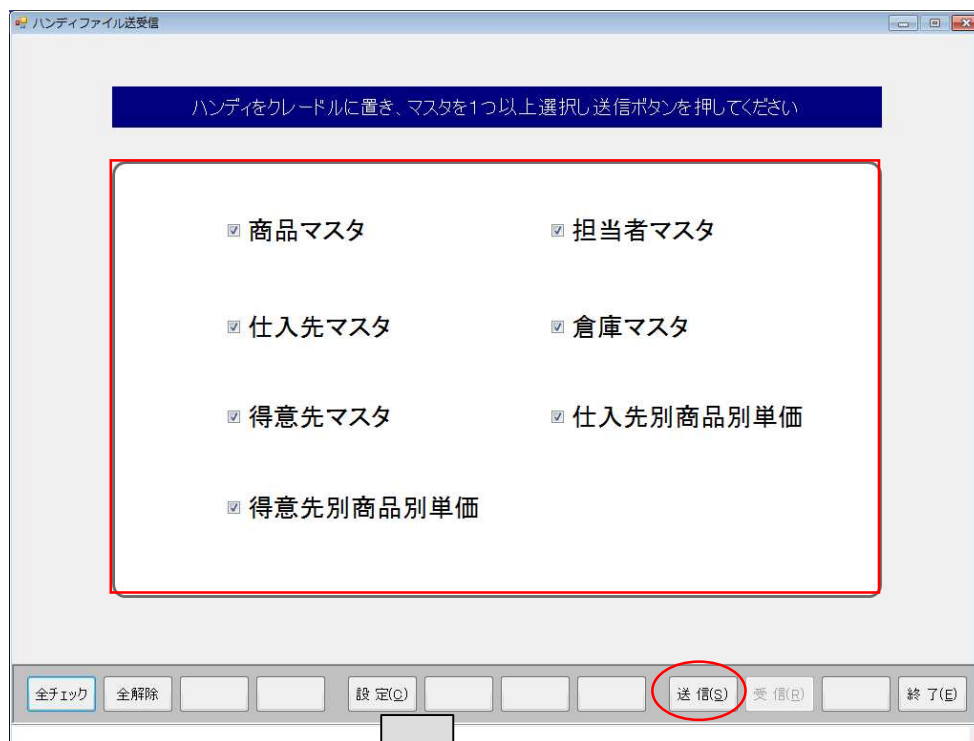 ハンディファイル送受信
ハンディをクレードルに置き、マスタを1つ以上選択し送信ボタンを押してください
商品マスタ 担当者マスタ
仕入先マスタ 倉庫マスタ
得意先マスタ 仕入先別商品別単価
得意先別商品別単価
全チェック 全解除 設 定(C) 送 信(S) 受 信(R) 終 了(E)